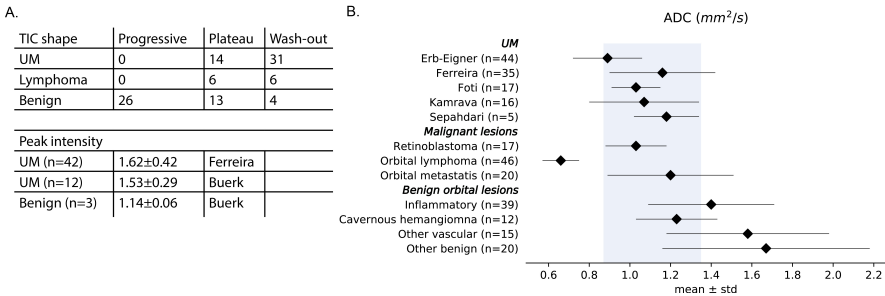 A.
TIC shape Progressive Plateau Wash-out
UM 0 14 31
Lymphoma 0 6 6
Benign 26 13 4
Peak intensity
UM (n=42) 1.62±0.42 Ferreira
UM (n=12) 1.53±0.29 Buerk
Benign (n=3) 1.14±0.06 Buerk
B.
ADC (mm²/s)
UM
Erb-Eigner (n=44)
Ferreira (n=35)
Foti (n=17)
Kamrava (n=16)
Sepahdari (n=5)
Malignant lesions
Retinoblastoma (n=17)
Orbital lymphoma (n=46)
Orbital metastatis (n=20)
Benign orbital lesions
Inflammatory (n=39)
Cavernous hemangiomna (n=12)
Other vascular (n=15)
Other benign (n=20)
0.6 0.8 1.0 1.2 1.4 1.6 1.8 2.0 2.2
mean ± std